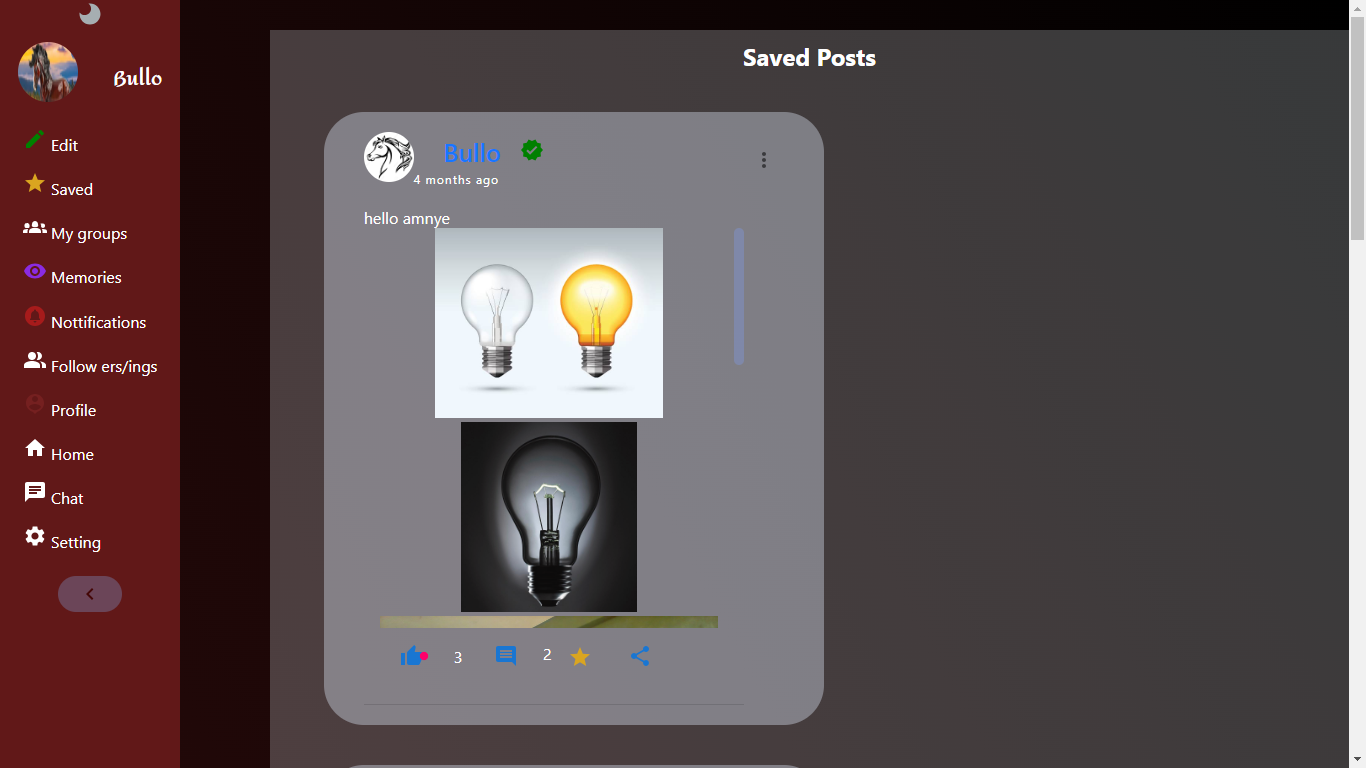 Bullo
Edit
Saved
My groups
Memories
Nottifications
Follow ers/ings
Profile
Home
Chat
Setting
Saved Posts
Bullo
4 months ago
hello amnye
3
2